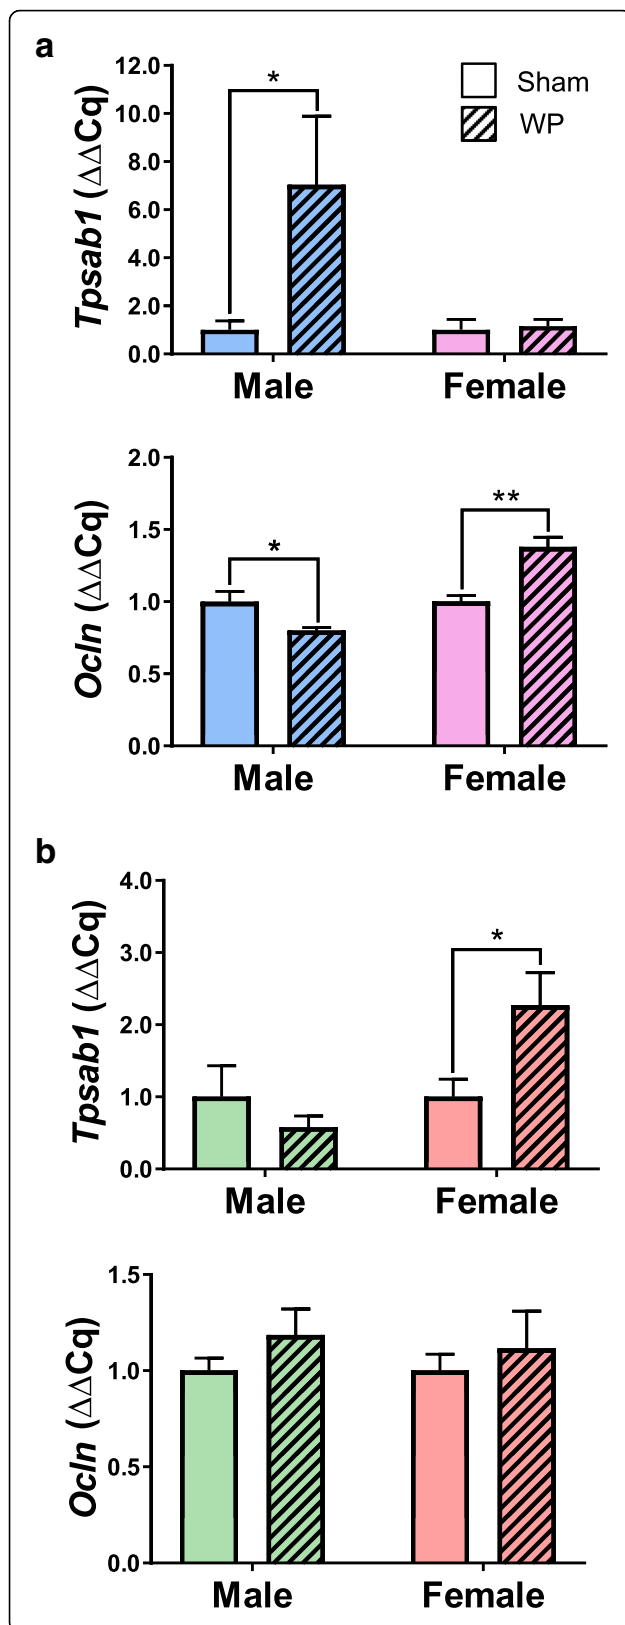 a
Sham
WP
Tpsab1 (ΔΔCq)
12.0
10.0
8.0
6.0
4.0
2.0
0.0
*
Male
Female
Ocln (ΔΔCq)
2.0
1.5
1.0
0.5
0.0
*
**
Male
Female
b
Tpsab1 (ΔΔCq)
4.0
3.0
2.0
1.0
0.0
*
Male
Female
Ocln (ΔΔCq)
1.5
1.0
0.5
0.0
Male
Female